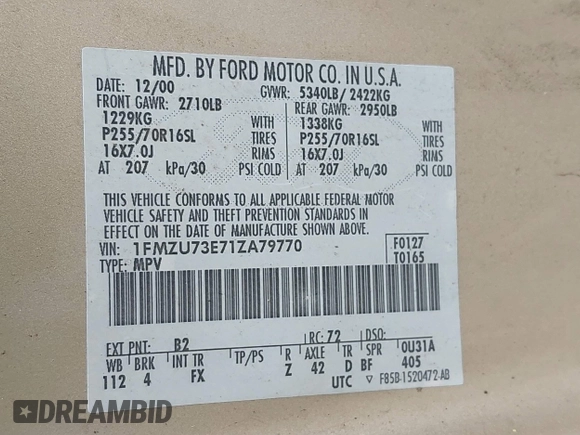 MFD. BY FORD MOTOR CO. IN U.S.A.
DATE: 12/00 GVWR: 5340LB/ 2422KG
FRONT GAWR: 2710LB REAR GAWR: 2950LB
1229KG WITH 1338KG WITH
P255/70R16SL TIRES P255/70R16SL TIRES
16X7.0J RIMS 16X7.0J RIMS
AT 207 kPa/30 PSI COLD AT 207 kPa/30 PSI COLD
THIS VEHICLE CONFORMS TO ALL APPLICABLE FEDERAL MOTOR
VEHICLE SAFETY AND THEFT PREVENTION STANDARDS IN
EFFECT ON THE DATE OF MANUFACTURE SHOWN ABOVE.
VIN: 1FMZU73E71ZA79770 F0127
TYPE: MPV T0165
EXT PNT: B2 RC: 72 DSO:
WB BRK INT TR TP/PS R AXLE TR SPR 0U31A
112 4 FX Z 42 D BF 405
UTC ▽ F85B-1520472-AB
DREAMBID